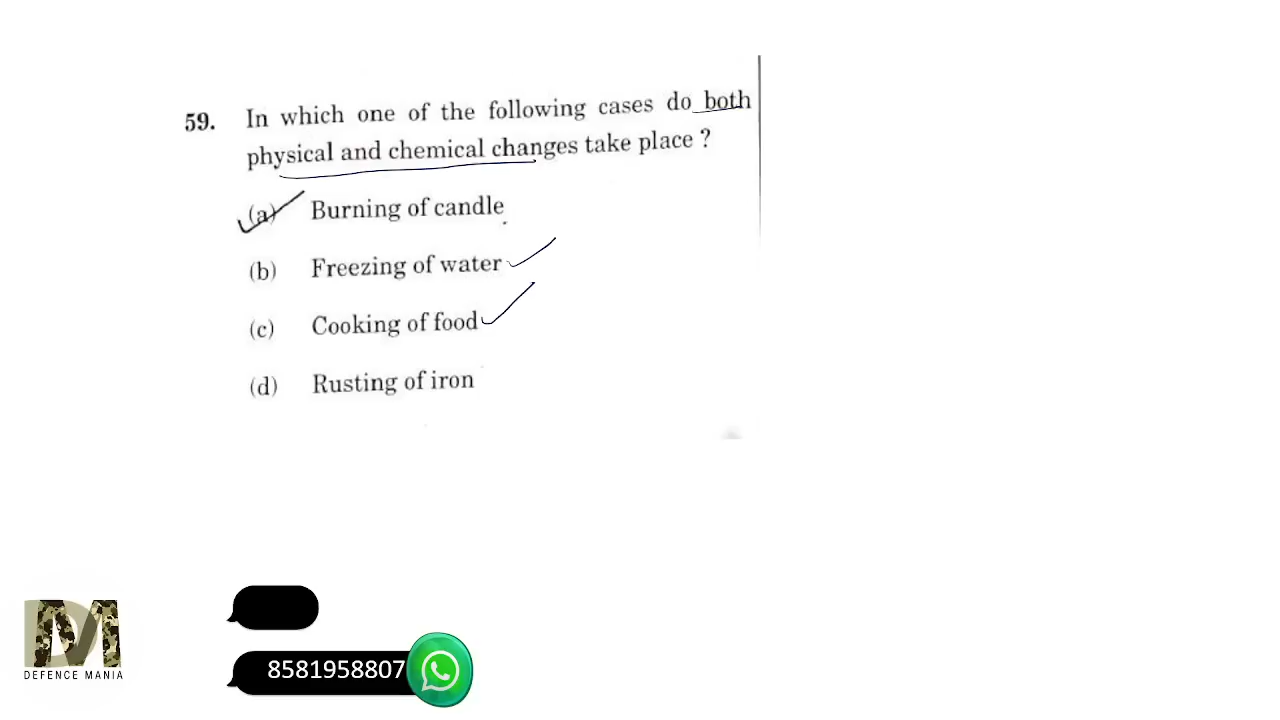 59. In which one of the following cases do both
physical and chemical changes take place ?
(a) Burning of candle
(b) Freezing of water
(c) Cooking of food
(d) Rusting of iron
DM
DEFENCE MANIA
8581958807